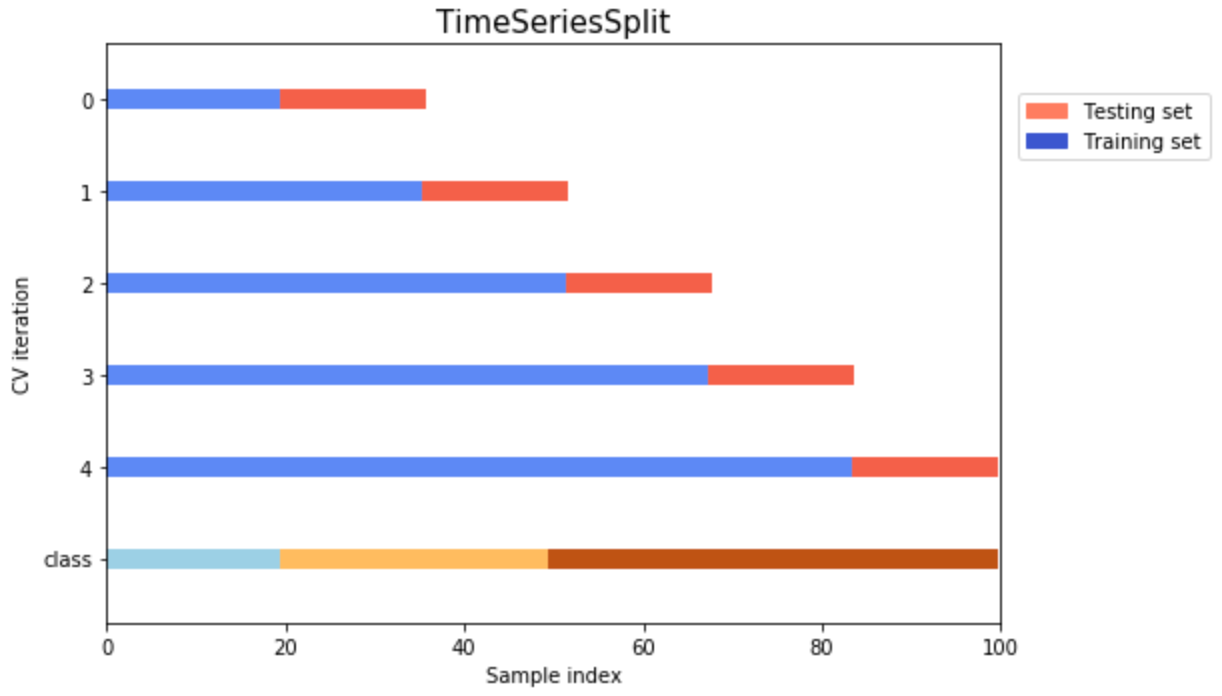 TimeSeriesSplit
0
1
2
3
4
class
CV iteration
0 20 40 60 80 100
Sample index
Testing set
Training set